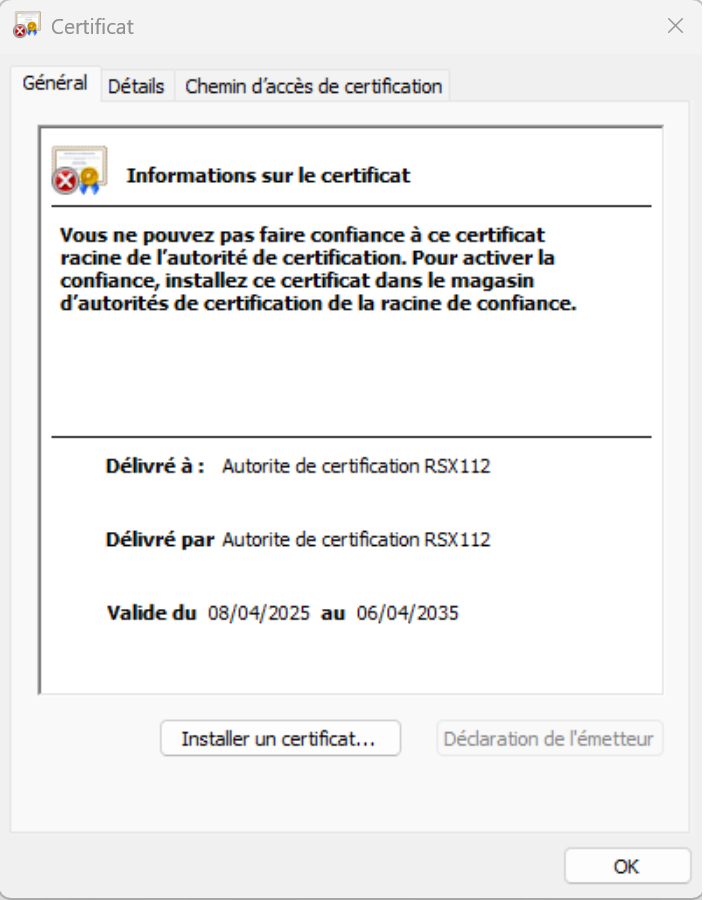 Certificat
Général
Détails
Chemin d’accès de certification
Informations sur le certificat
Vous ne pouvez pas faire confiance à ce certificat
racine de l’autorité de certification. Pour activer la
confiance, installez ce certificat dans le magasin
d’autorités de certification de la racine de confiance.
Délivré à : Autorite de certification RSX112
Délivré par Autorite de certification RSX112
Valide du 08/04/2025 au 06/04/2035
Installer un certificat...
Déclaration de l'émetteur
OK